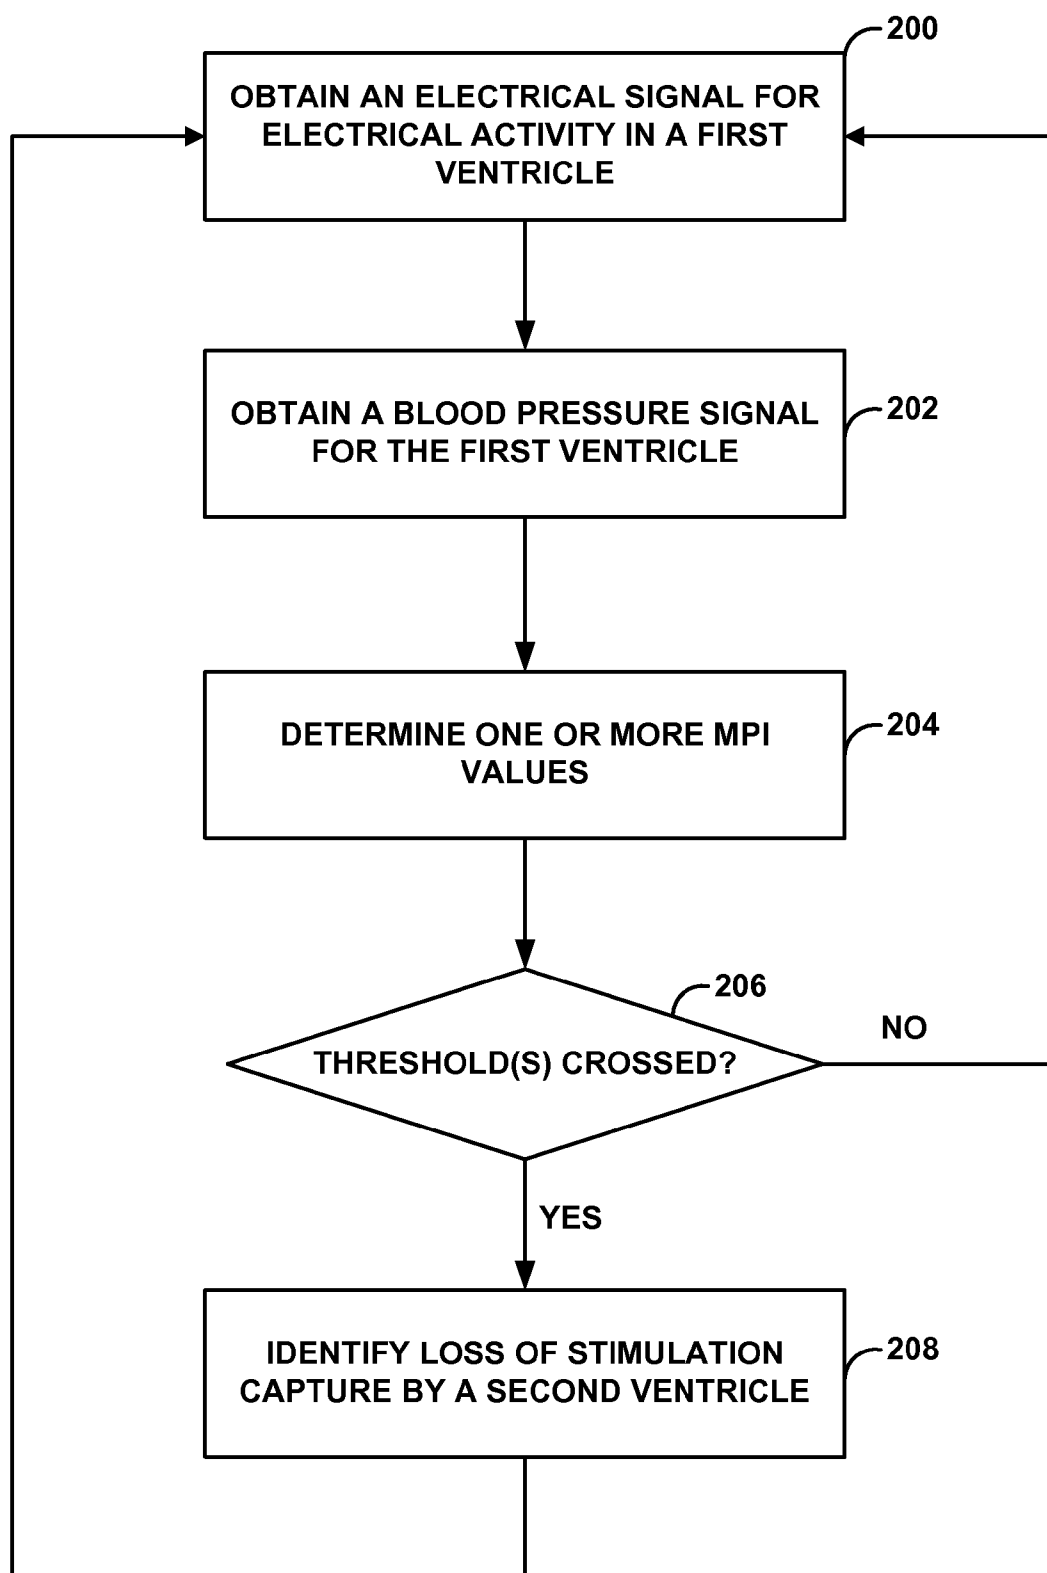 200
OBTAIN AN ELECTRICAL SIGNAL FOR
ELECTRICAL ACTIVITY IN A FIRST
VENTRICLE
202
OBTAIN A BLOOD PRESSURE SIGNAL
FOR THE FIRST VENTRICLE
204
DETERMINE ONE OR MORE MPI
VALUES
206
THRESHOLD(S) CROSSED?
NO
YES
208
IDENTIFY LOSS OF STIMULATION
CAPTURE BY A SECOND VENTRICLE